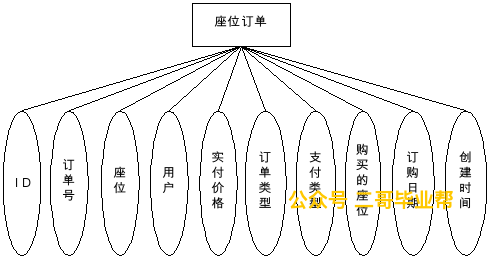 座位订单
ID
订单号
座位
用户
实付价格
订单类型
支付类型
购买的座位
订购日期
创建时间
公众号 三哥毕业帮